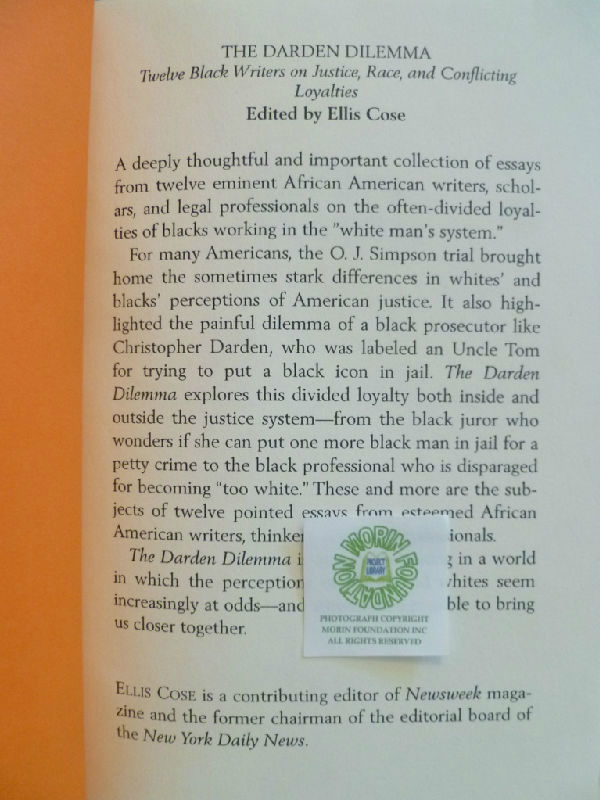 THE DARDEN DILEMMA
Twelve Black Writers on Justice, Race, and Conflicting
Loyalties
Edited by Ellis Cose
A deeply thoughtful and important collection of essays
from twelve eminent African American writers, schol-
ars, and legal professionals on the often-divided loyal-
ties of blacks working in the "white man's system."
For many Americans, the O. J. Simpson trial brought
home the sometimes stark differences in whites' and
blacks' perceptions of American justice. It also high-
lighted the painful dilemma of a black prosecutor like
Christopher Darden, who was labeled an Uncle Tom
for trying to put a black icon in jail. The Darden
Dilemma explores this divided loyalty both inside and
outside the justice system—from the black juror who
wonders if she can put one more black man in jail for a
petty crime to the black professional who is disparaged
for becoming "too white." These and more are the sub-
jects of twelve pointed essays from esteemed African
American writers,
The Darden Dilemma in a world
in which the whites seem
increasingly at odds—and to bring
us closer together.
MORIN FOUNDATION
PROJECT
LIBRARY
PHOTOGRAPH COPYRIGHT
MORIN FOUNDATION INC
ALL RIGHTS RESERVED
ELLIS COSE is a contributing editor of Newsweek maga-
zine and the former chairman of the editorial board of
the New York Daily News.